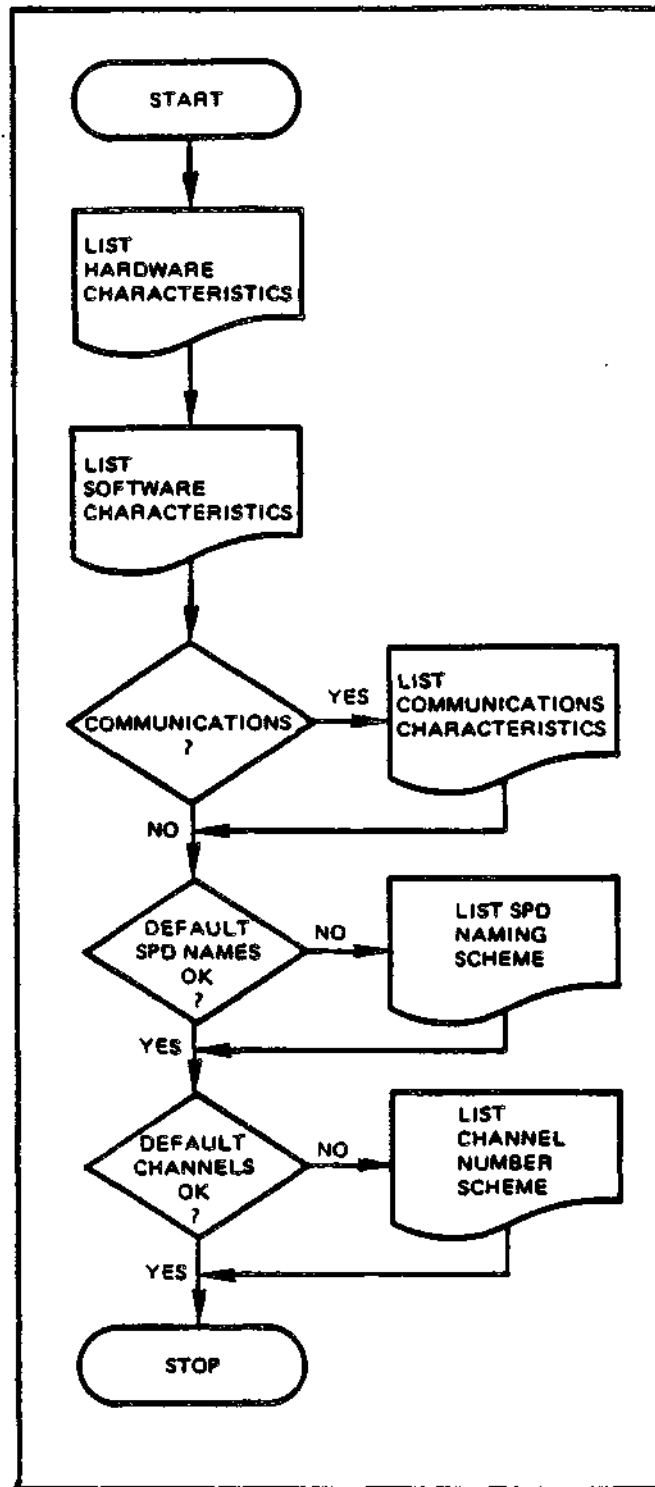 START
LIST
HARDWARE
CHARACTERISTICS
LIST
SOFTWARE
CHARACTERISTICS
COMMUNICATIONS
?
YES
LIST
COMMUNICATIONS
CHARACTERISTICS
NO
DEFAULT
SPD NAMES
OK
?
NO
LIST SPD
NAMING
SCHEME
YES
DEFAULT
CHANNELS
OK
?
NO
LIST
CHANNEL
NUMBER
SCHEME
YES
STOP